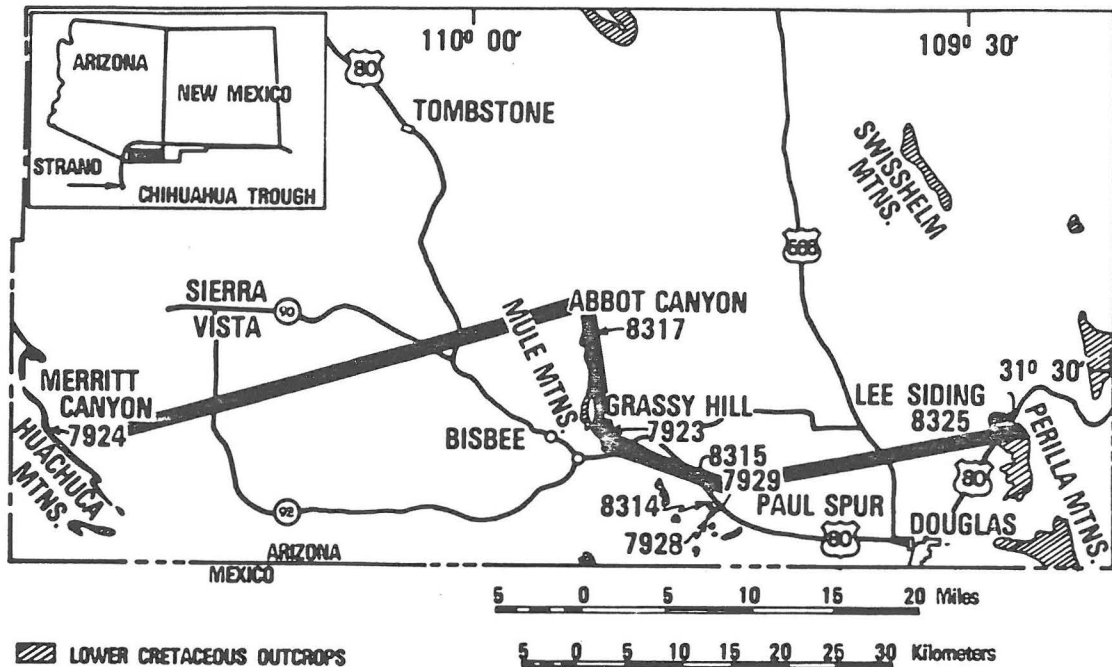 110° 00'
109° 30'
ARIZONA
NEW MEXICO
STRAND
CHIHUAHUA TROUGH
80
TOMBSTONE
SWISSHELM
MTNS.
SIERRA
VISTA
90
ABBOT CANYON
8317
MULE MTNS.
MERRITT
CANYON
7924
HUACHUCA
MTNS.
GRASSY HILL
7923
BISBEE
LEE SIDING
8325
31° 30'
PERILLA MTNS.
80
8315
7929
8314
PAUL SPUR
7928
80
DOUGLAS
92
ARIZONA
MEXICO
5 0 5 10 15 20 Miles
LOWER CRETACEOUS OUTCROPS
5 0 5 10 15 20 25 30 Kilometers